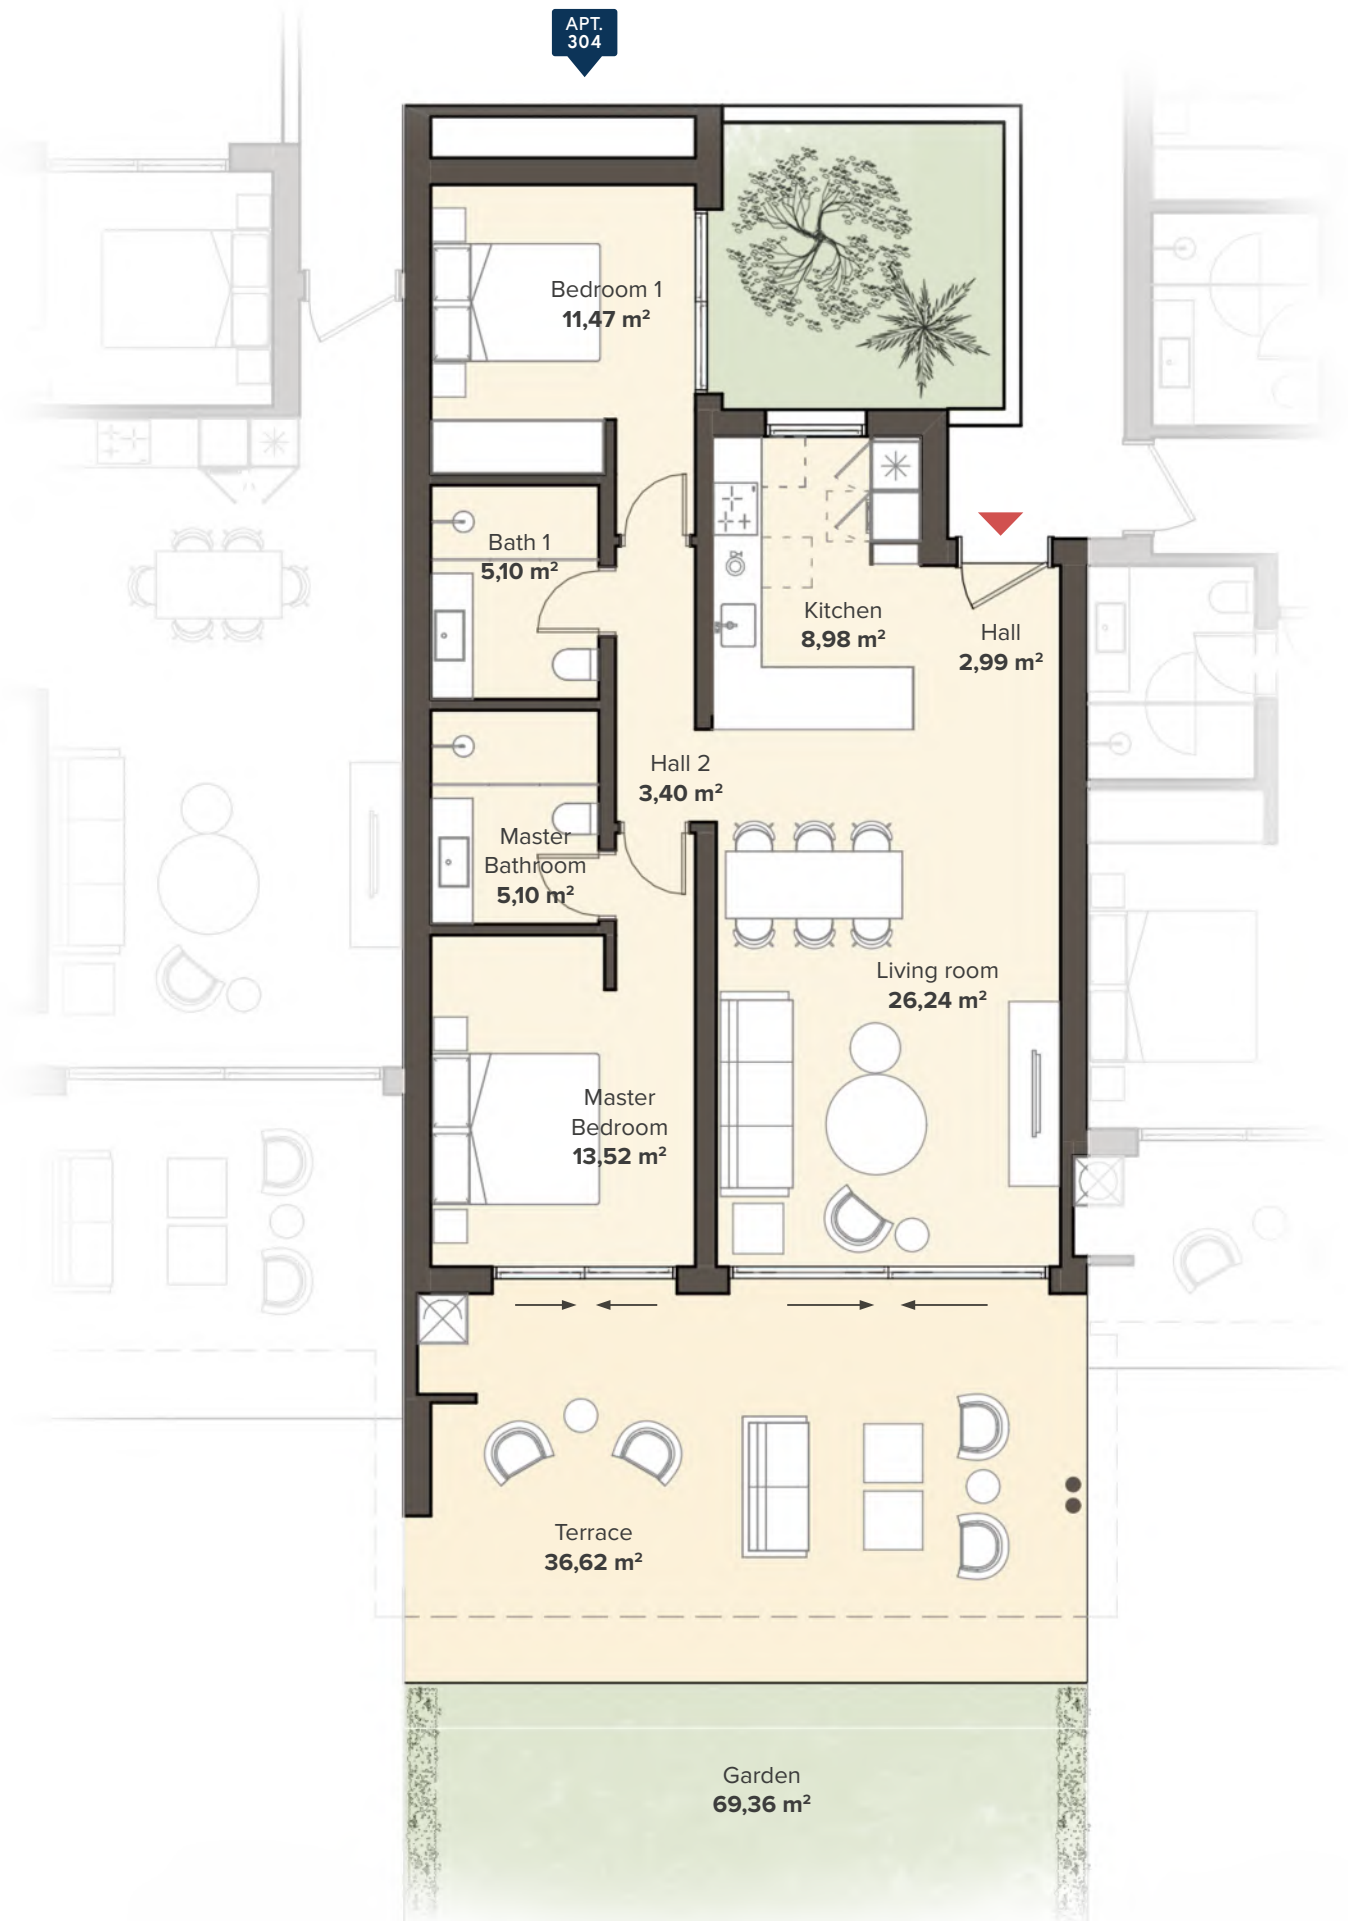 APT.
304
Bedroom 1
11,47 m²
Bath 1
5,10 m²
Kitchen
8,98 m²
Hall
2,99 m²
Hall 2
3,40 m²
Master
Bathroom
5,10 m²
Living room
26,24 m²
Master
Bedroom
13,52 m²
Terrace
36,62 m²
Garden
69,36 m²